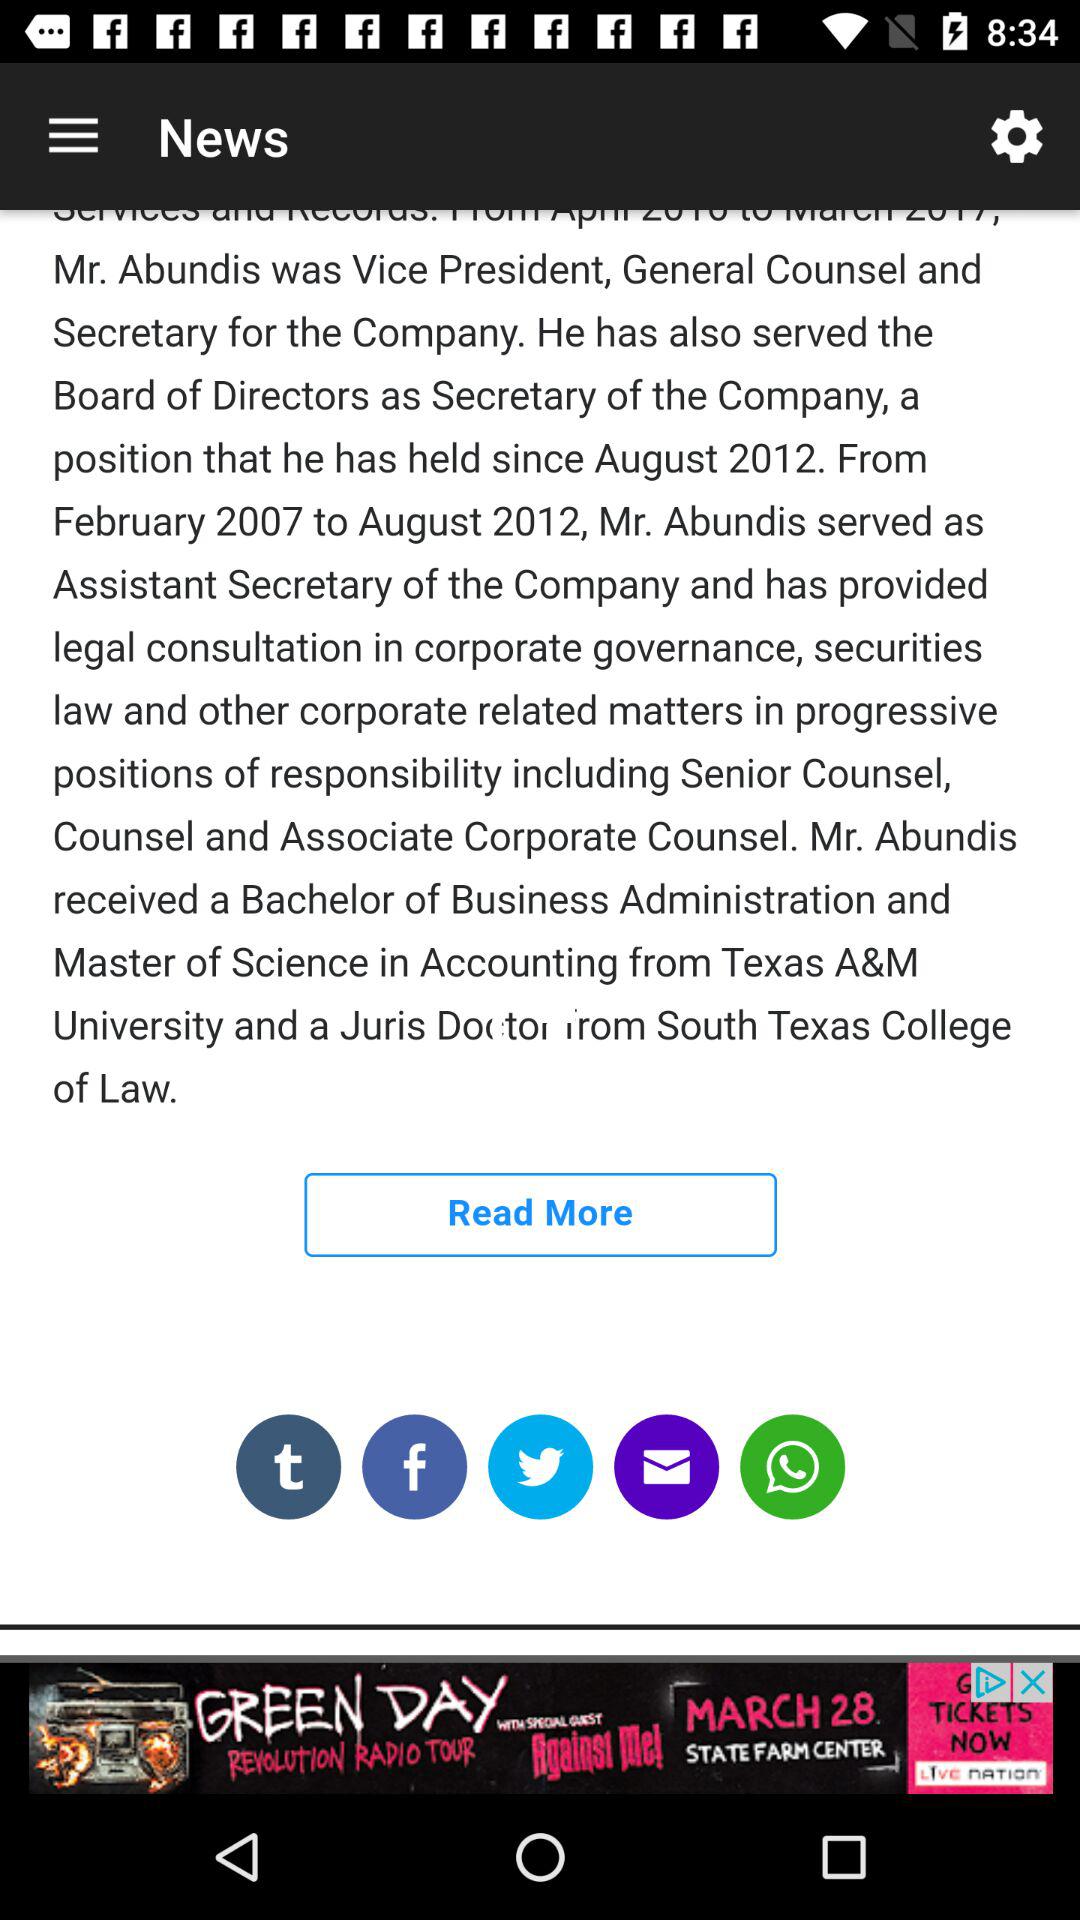 8:34
News
Services and Records. From April 2016 to March 2017,
Mr. Abundis was Vice President, General Counsel and
Secretary for the Company. He has also served the
Board of Directors as Secretary of the Company, a
position that he has held since August 2012. From
February 2007 to August 2012, Mr. Abundis served as
Assistant Secretary of the Company and has provided
legal consultation in corporate governance, securities
law and other corporate related matters in progressive
positions of responsibility including Senior Counsel,
Counsel and Associate Corporate Counsel. Mr. Abundis
received a Bachelor of Business Administration and
Master of Science in Accounting from Texas A&M
University and a Juris Doctor from South Texas College
of Law.
Read More
GREEN DAY
REVOLUTION RADIO TOUR
WITH SPECIAL GUEST
Against Me!
MARCH 28
STATE FARM CENTER
TICKETS
NOW
LIVE NATION